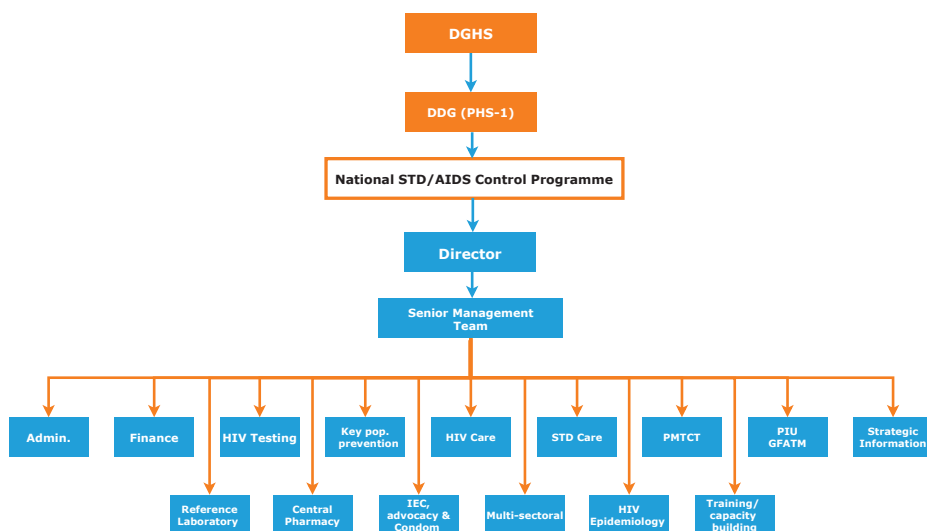 DGHS
DDG (PHS-1)
National STD/AIDS Control Programme
Director
Senior Management
Team
Admin.
Finance
HIV Testing
Key pop.
prevention
HIV Care
STD Care
PMTCT
PIU
GFATM
Strategic
Information
Reference
Laboratory
Central
Pharmacy
IEC,
advocacy &
Condom
Multi-sectoral
HIV
Epidemiology
Training/
capacity
building